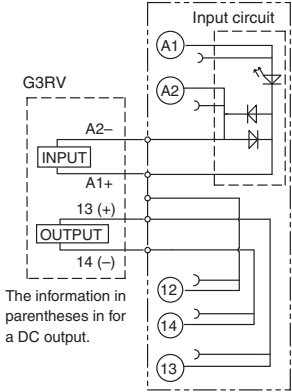 Input circuit
A1
G3RV
A2
A2–
INPUT
A1+
13 (+)
OUTPUT
14 (–)
The information in
parentheses in for
a DC output.
12
14
13